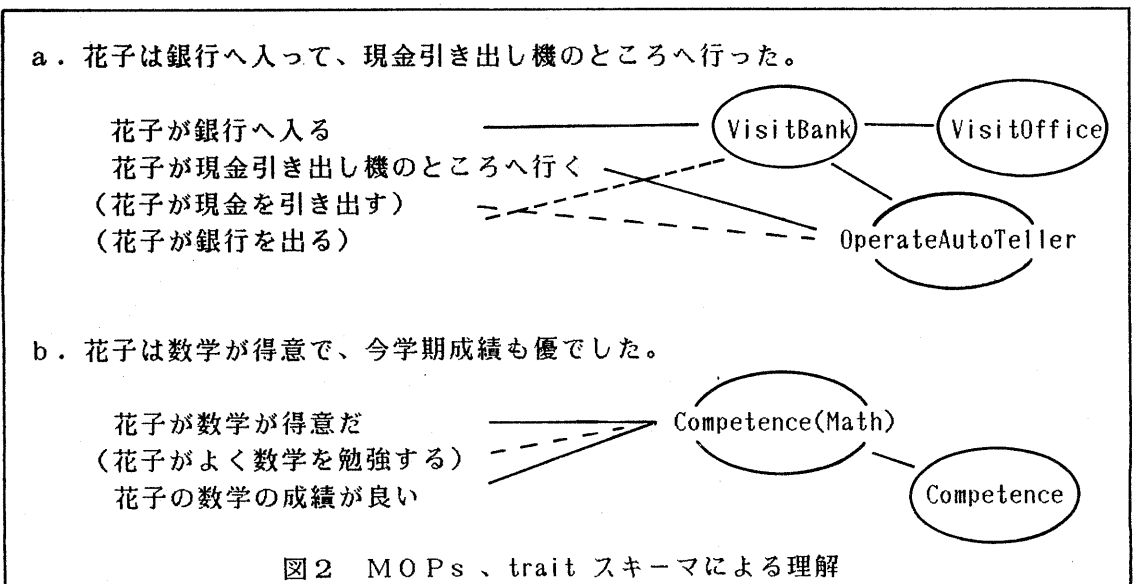 a．花子は銀行へ入って、現金引き出し機のところへ行った。
花子が銀行へ入る
VisitBank
VisitOffice
花子が現金引き出し機のところへ行く
（花子が現金を引き出す）
（花子が銀行を出る）
OperateAutoTeller
b．花子は数学が得意で、今学期成績も優でした。
花子が数学が得意だ
Competence(Math)
（花子がよく数学を勉強する）
花子の数学の成績が良い
Competence
図2　MOPs、trait スキーマによる理解